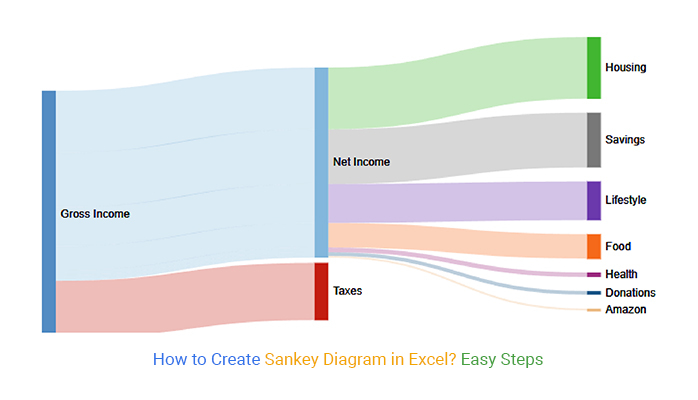 Housing
Savings
Net Income
Lifestyle
Gross Income
Food
Health
Taxes
Donations
Amazon
How to Create Sankey Diagram in Excel? Easy Steps